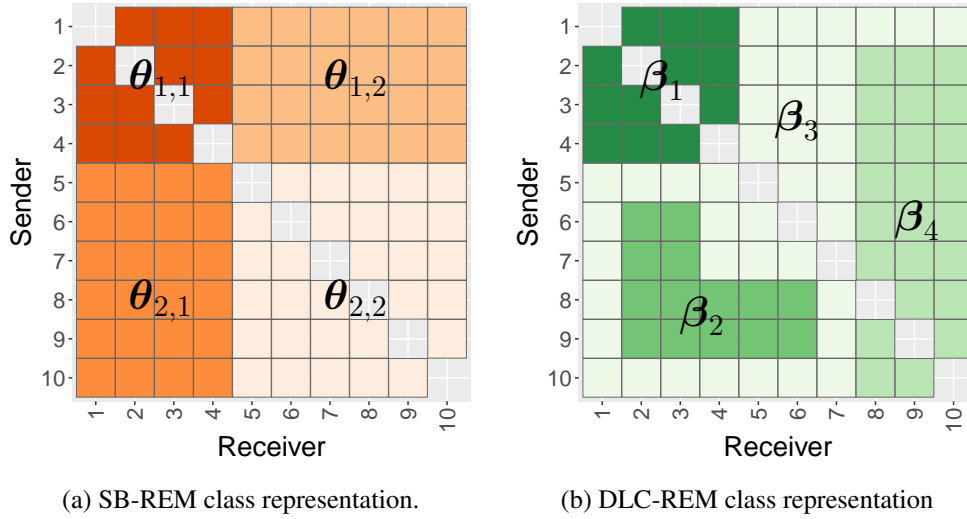 1
2
3
4
5
6
7
8
9
10
Sender
θ1,1
θ1,2
θ2,1
θ2,2
1 2 3 4 5 6 7 8 9 10
Receiver
(a) SB-REM class representation.
1
2
3
4
5
6
7
8
9
10
Sender
β1
β3
β4
β2
1 2 3 4 5 6 7 8 9 10
Receiver
(b) DLC-REM class representation